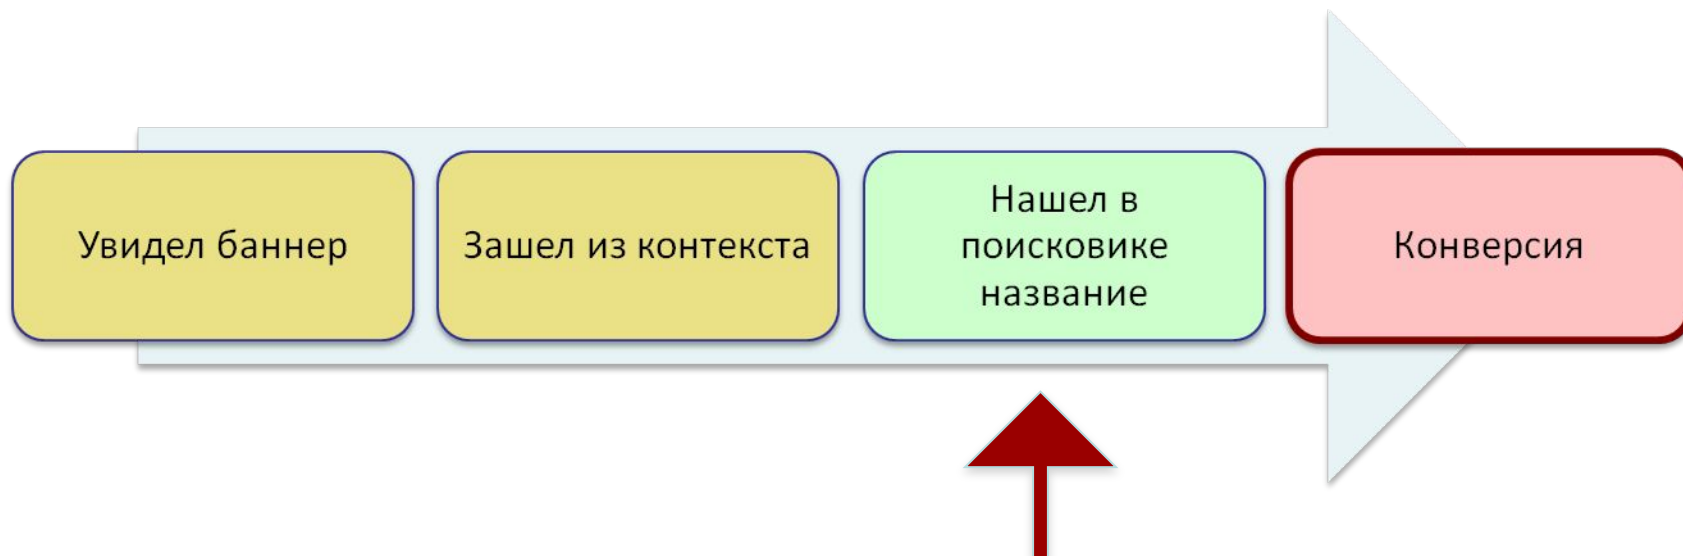 Увидел баннер
Зашел из контекста
Нашел в
поисковике
название
Конверсия